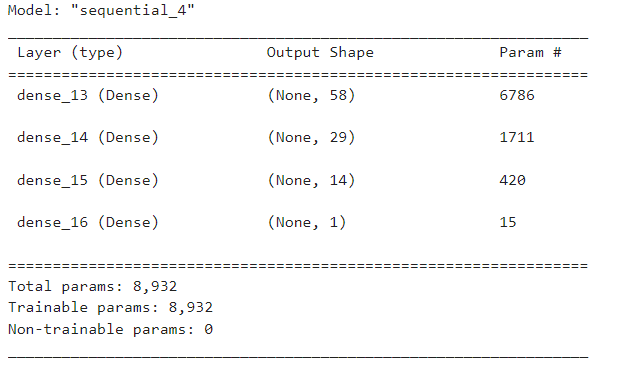 Model: "sequential_4"
_________________________________________________________________
Layer (type) Output Shape Param #
=================================================================
dense_13 (Dense) (None, 58) 6786
dense_14 (Dense) (None, 29) 1711
dense_15 (Dense) (None, 14) 420
dense_16 (Dense) (None, 1) 15
=================================================================
Total params: 8,932
Trainable params: 8,932
Non-trainable params: 0
_________________________________________________________________